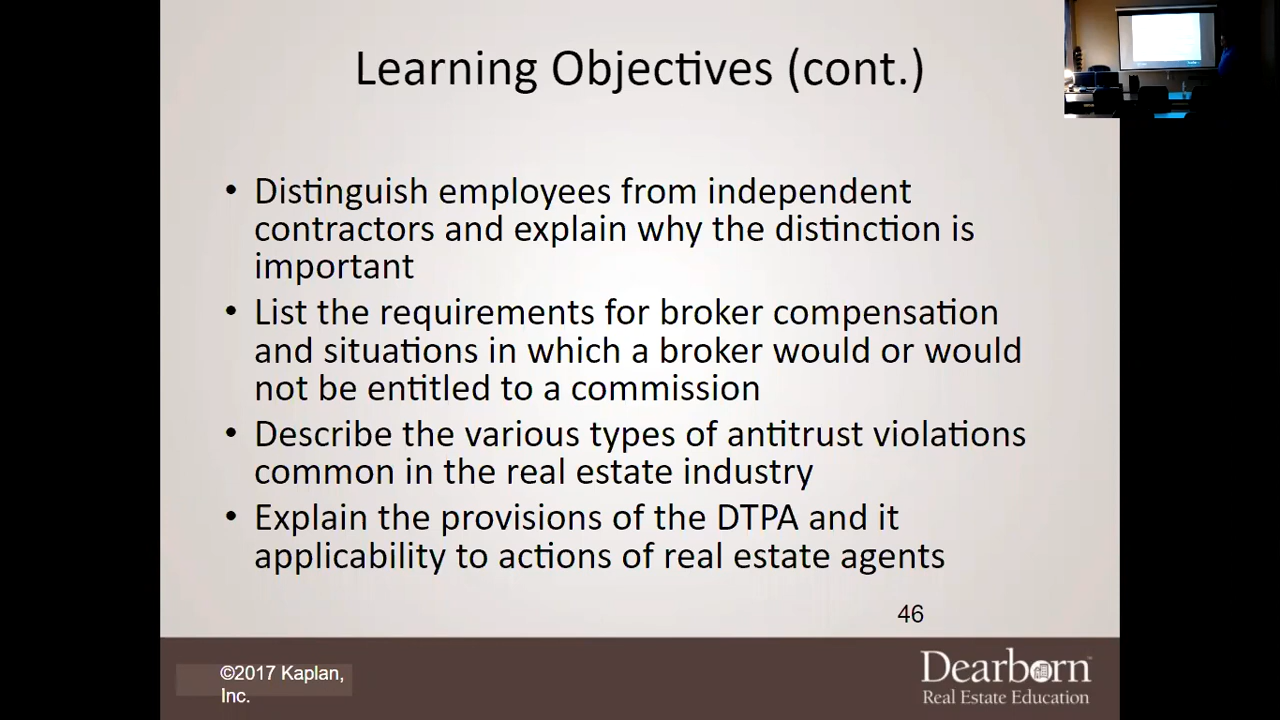 Learning Objectives (cont.)
• Distinguish employees from independent
contractors and explain why the distinction is
important
• List the requirements for broker compensation
and situations in which a broker would or would
not be entitled to a commission
• Describe the various types of antitrust violations
common in the real estate industry
• Explain the provisions of the DTPA and it
applicability to actions of real estate agents
46
©2017 Kaplan,
Inc.
Dearborn™
Real Estate Education